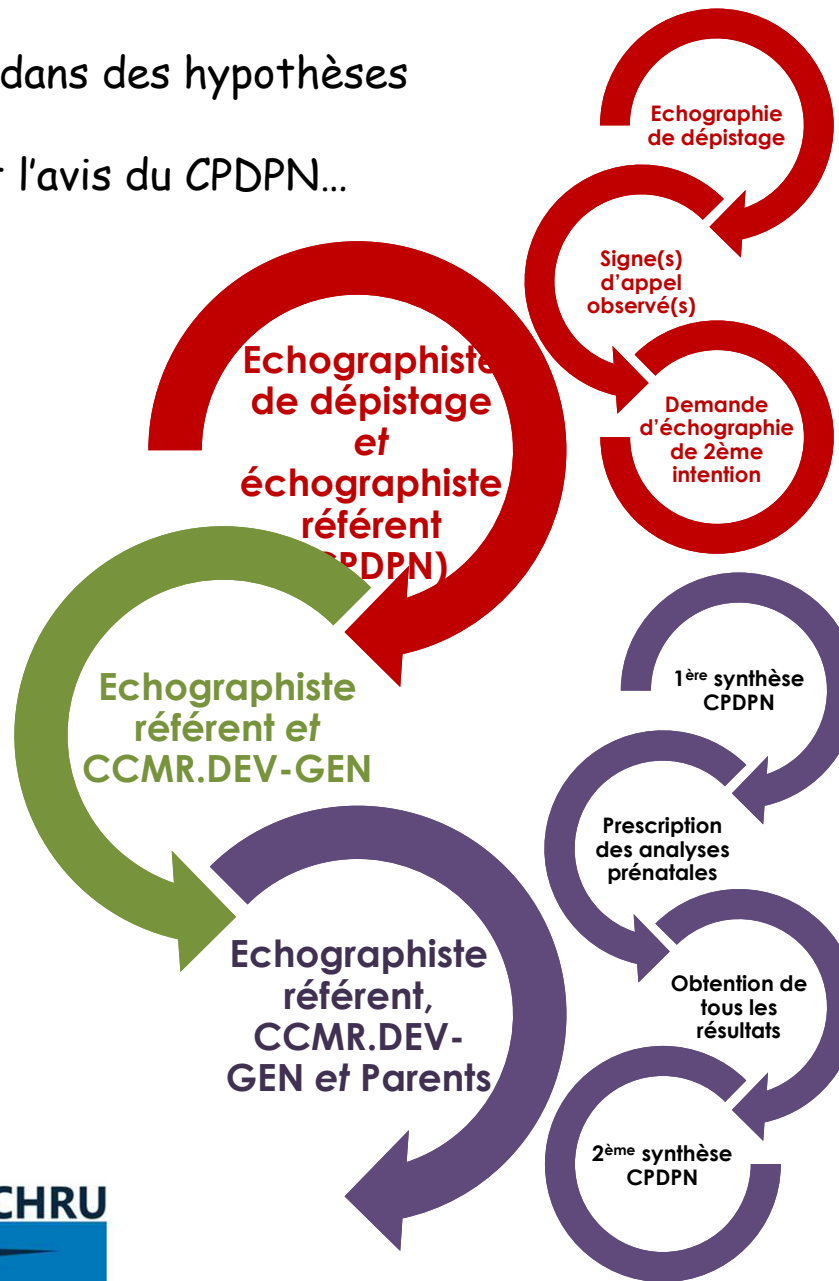 dans des hypothèses
l'avis du CPDPN…
Echographie
de dépistage
Signe(s)
d'appel
observé(s)
Demande
d'échographie
de 2ème
intention
Echographiste
de dépistage
et
échographiste
référent
CPDPN)
Echographiste
référent et
CCMR.DEV-GEN
Echographiste
référent,
CCMR.DEV-
GEN et Parents
1ère synthèse
CPDPN
Prescription
des analyses
prénatales
Obtention de
tous les
résultats
2ème synthèse
CPDPN
CHRU